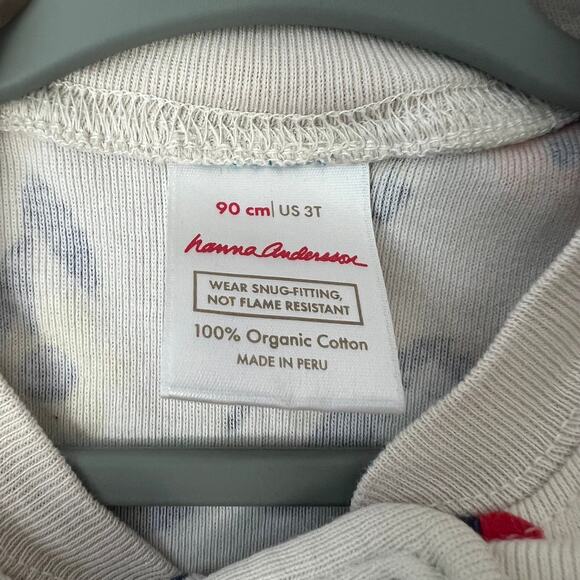 90 cm| US 3T
hanna andersson
WEAR SNUG-FITTING,
NOT FLAME RESISTANT
100% Organic Cotton
MADE IN PERU